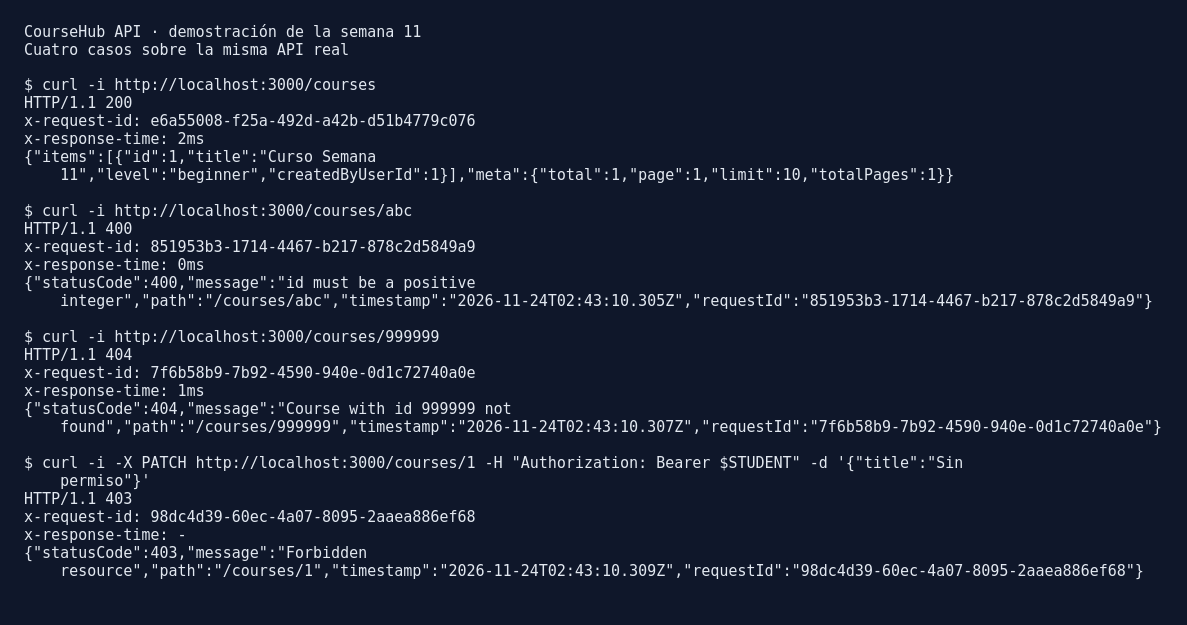 CourseHub API · demostración de la semana 11
Cuatro casos sobre la misma API real
$ curl -i http://localhost:3000/courses
HTTP/1.1 200
x-request-id: e6a55008-f25a-492d-a42b-d51b4779c076
x-response-time: 2ms
{"items":[{"id":1,"title":"Curso Semana
11","level":"beginner","createdByUserId":1}],"meta":{"total":1,"page":1,"limit":10,"totalPages":1}}
$ curl -i http://localhost:3000/courses/abc
HTTP/1.1 400
x-request-id: 851953b3-1714-4467-b217-878c2d5849a9
x-response-time: 0ms
{"statusCode":400,"message":"id must be a positive
integer","path":"/courses/abc","timestamp":"2026-11-24T02:43:10.305Z","requestId":"851953b3-1714-4467-b217-878c2d5849a9"}
$ curl -i http://localhost:3000/courses/999999
HTTP/1.1 404
x-request-id: 7f6b58b9-7b92-4590-940e-0d1c72740a0e
x-response-time: 1ms
{"statusCode":404,"message":"Course with id 999999 not
found","path":"/courses/999999","timestamp":"2026-11-24T02:43:10.307Z","requestId":"7f6b58b9-7b92-4590-940e-0d1c72740a0e"}
$ curl -i -X PATCH http://localhost:3000/courses/1 -H "Authorization: Bearer $STUDENT" -d '{"title":"Sin
permiso"}'
HTTP/1.1 403
x-request-id: 98dc4d39-60ec-4a07-8095-2aaea886ef68
x-response-time: -
{"statusCode":403,"message":"Forbidden
resource","path":"/courses/1","timestamp":"2026-11-24T02:43:10.309Z","requestId":"98dc4d39-60ec-4a07-8095-2aaea886ef68"}